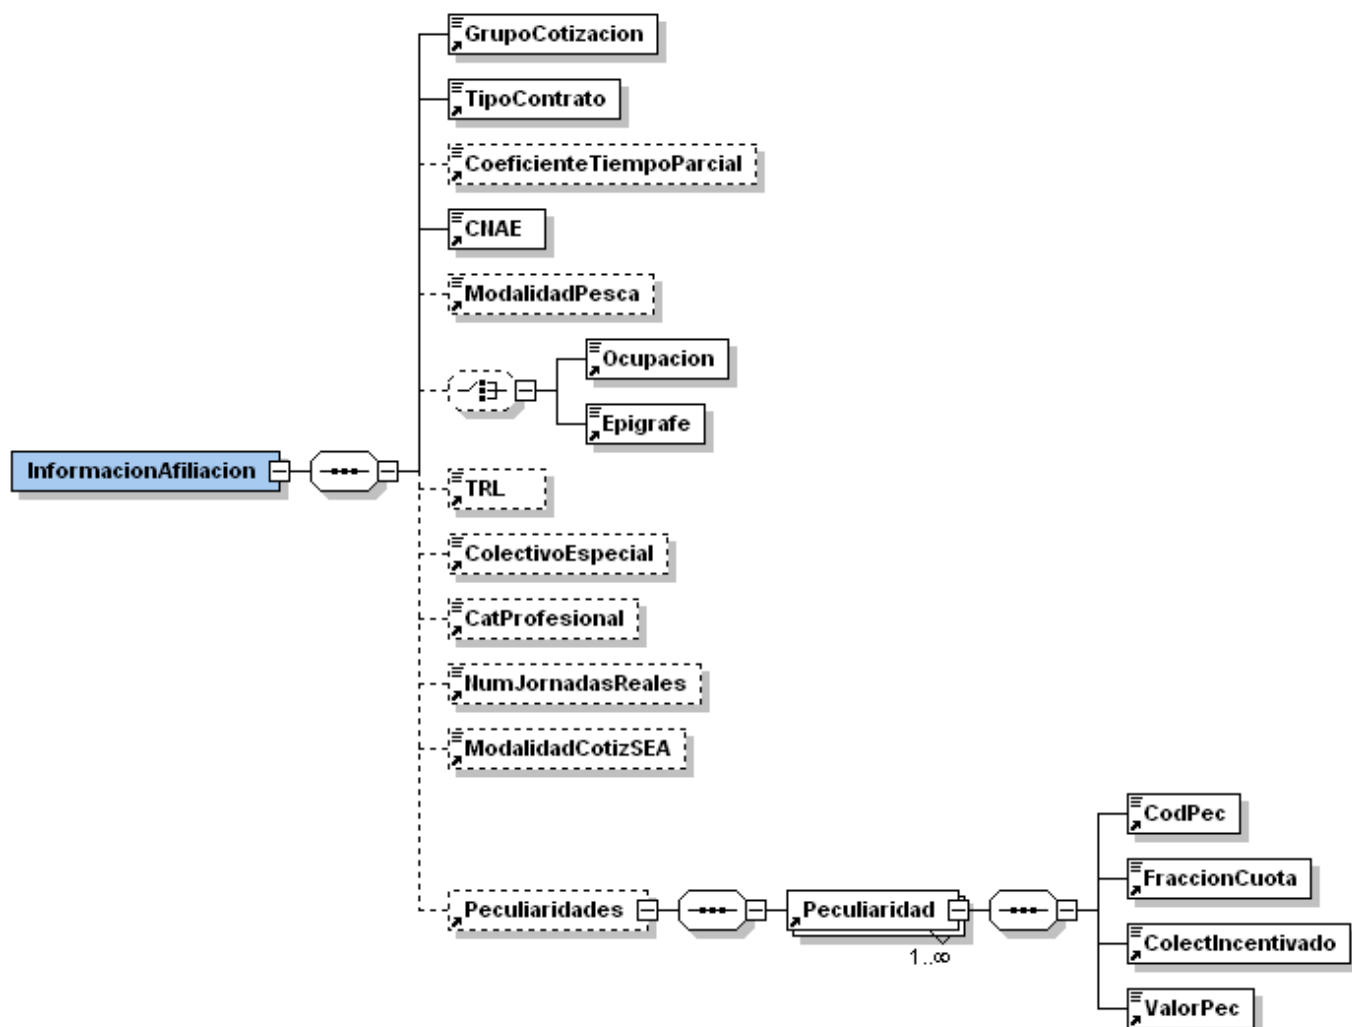 GrupoCotizacion
TipoContrato
CoeficienteTiempoParcial
CNAE
ModalidadPesca
Ocupacion
Epigrafe
InformacionAfiliacion
TRL
ColectivoEspecial
CatProfesional
NumJornadasReales
ModalidadCotizSEA
CodPec
FraccionCuota
Peculiaridades
Peculiaridad
1..∞
ColectIncentivado
ValorPec